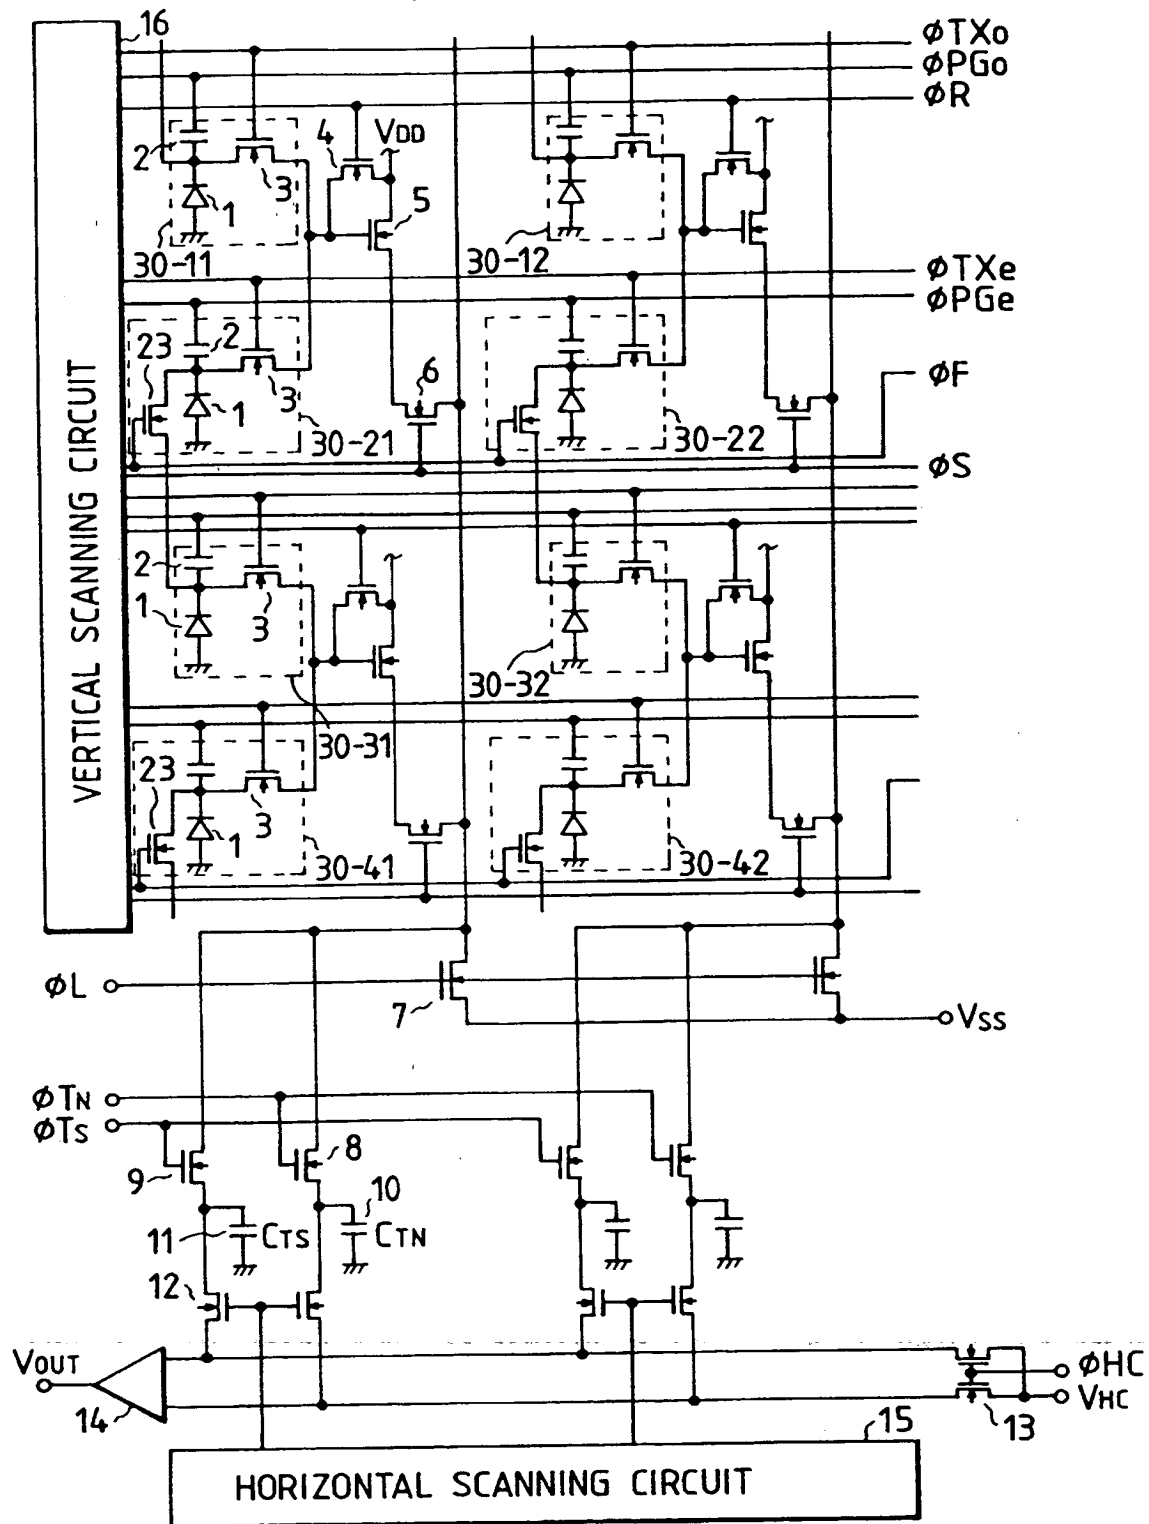 16
φTXo
φPGo
φR
VDD
4
2
3
1
5
30-11
30-12
φTXe
φPGe
23
2
6
φF
3
1
30-21
30-22
φS
VERTICAL SCANNING CIRCUIT
2
1
3
30-32
30-31
23
3
1
30-41
30-42
φL
7
VSS
φTN
φTS
8
9
10
11
CTS
CTN
12
VOUT
φHC
VHC
14
13
15
HORIZONTAL SCANNING CIRCUIT